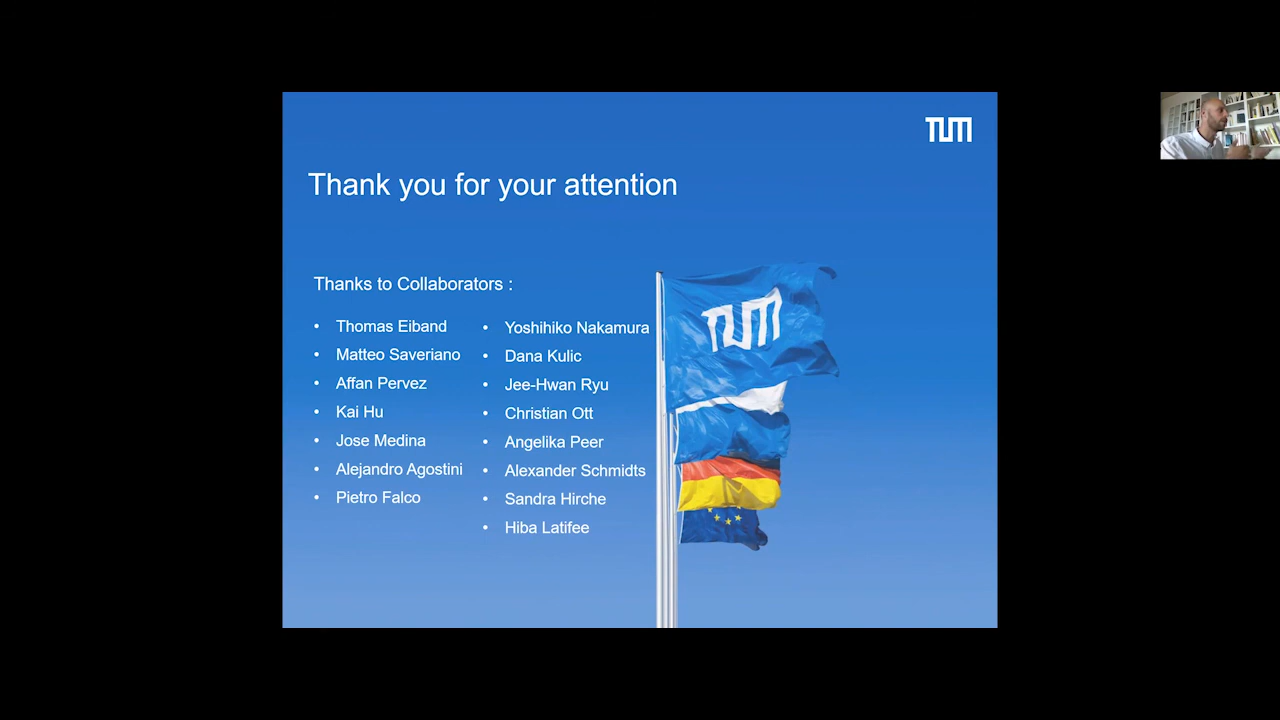 TUM
Thank you for your attention
Thanks to Collaborators :
• Thomas Eiband
• Matteo Saveriano
• Affan Pervez
• Kai Hu
• Jose Medina
• Alejandro Agostini
• Pietro Falco
• Yoshihiko Nakamura
• Dana Kulic
• Jee-Hwan Ryu
• Christian Ott
• Angelika Peer
• Alexander Schmidts
• Sandra Hirche
• Hiba Latifee
TUM